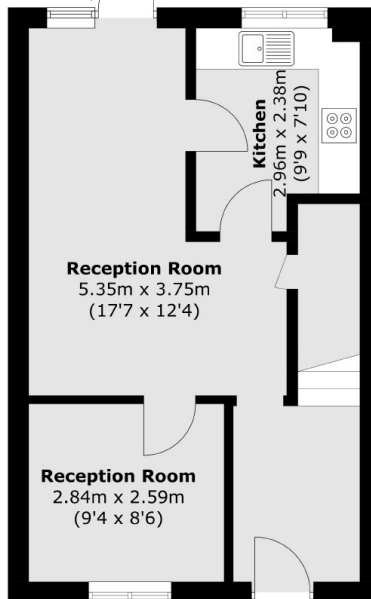 Kitchen
2.96m x 2.38m
(9'9 x 7'10)
Reception Room
5.35m x 3.75m
(17'7 x 12'4)
Reception Room
2.84m x 2.59m
(9'4 x 8'6)